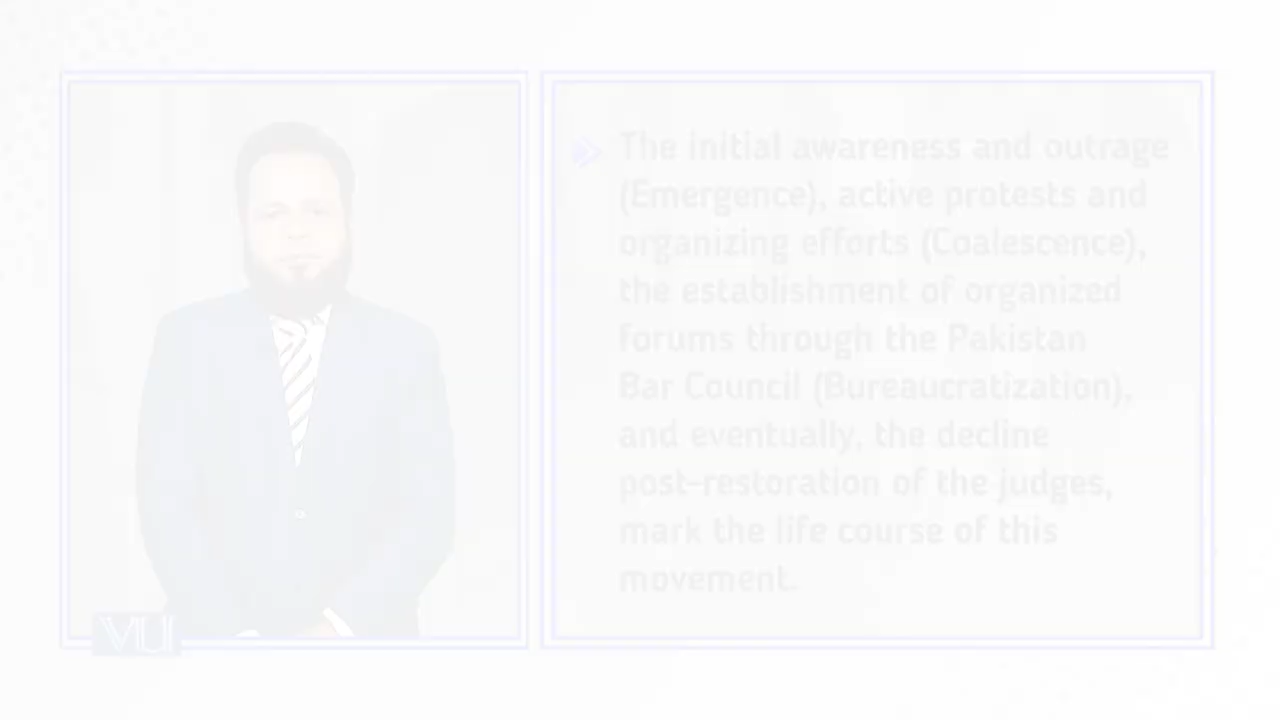 The initial awareness and outrage
(Emergence), active protests and
organizing efforts (Coalescence),
the establishment of organized
forums through the Pakistan
Bar Council (Bureaucratization),
and eventually, the decline
post-restoration of the judges,
mark the life course of this
movement.
VU